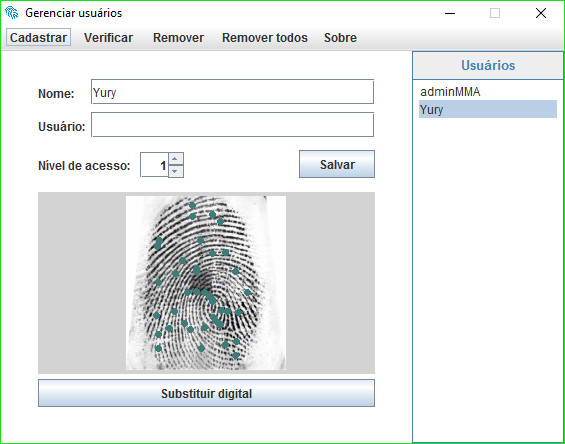 Gerenciar usuários
Cadastrar Verificar Remover Remover todos Sobre
Usuários
adminMMA
Yury
Nome: Yury
Usuário:
Nível de acesso: 1
Salvar
Substituir digital